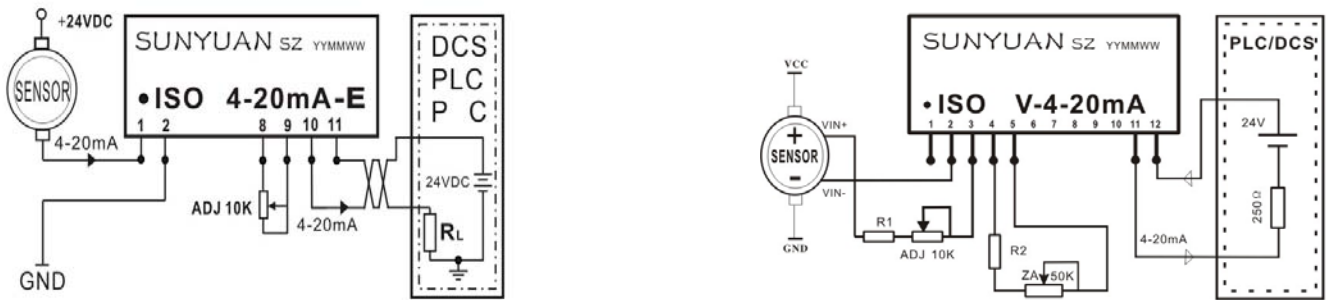 +24VDC
SUNYUAN SZ YYMMWW
SENSOR
•ISO 4-20mA-E
1 2 8 9 10 11
4-20mA
ADJ 10K
4-20mA
GND
DCS
PLC
P C
24VDC
RL
VCC
SUNYUAN SZ YYMMWW
•ISO V-4-20mA
1 2 3 4 5 6 7 8 9 10 11 12
VIN+
+
SENSOR
-
VIN-
GND
R1
ADJ 10K
R2
ZA 50K
4-20mA
PLC/DCS
24V
250Ω